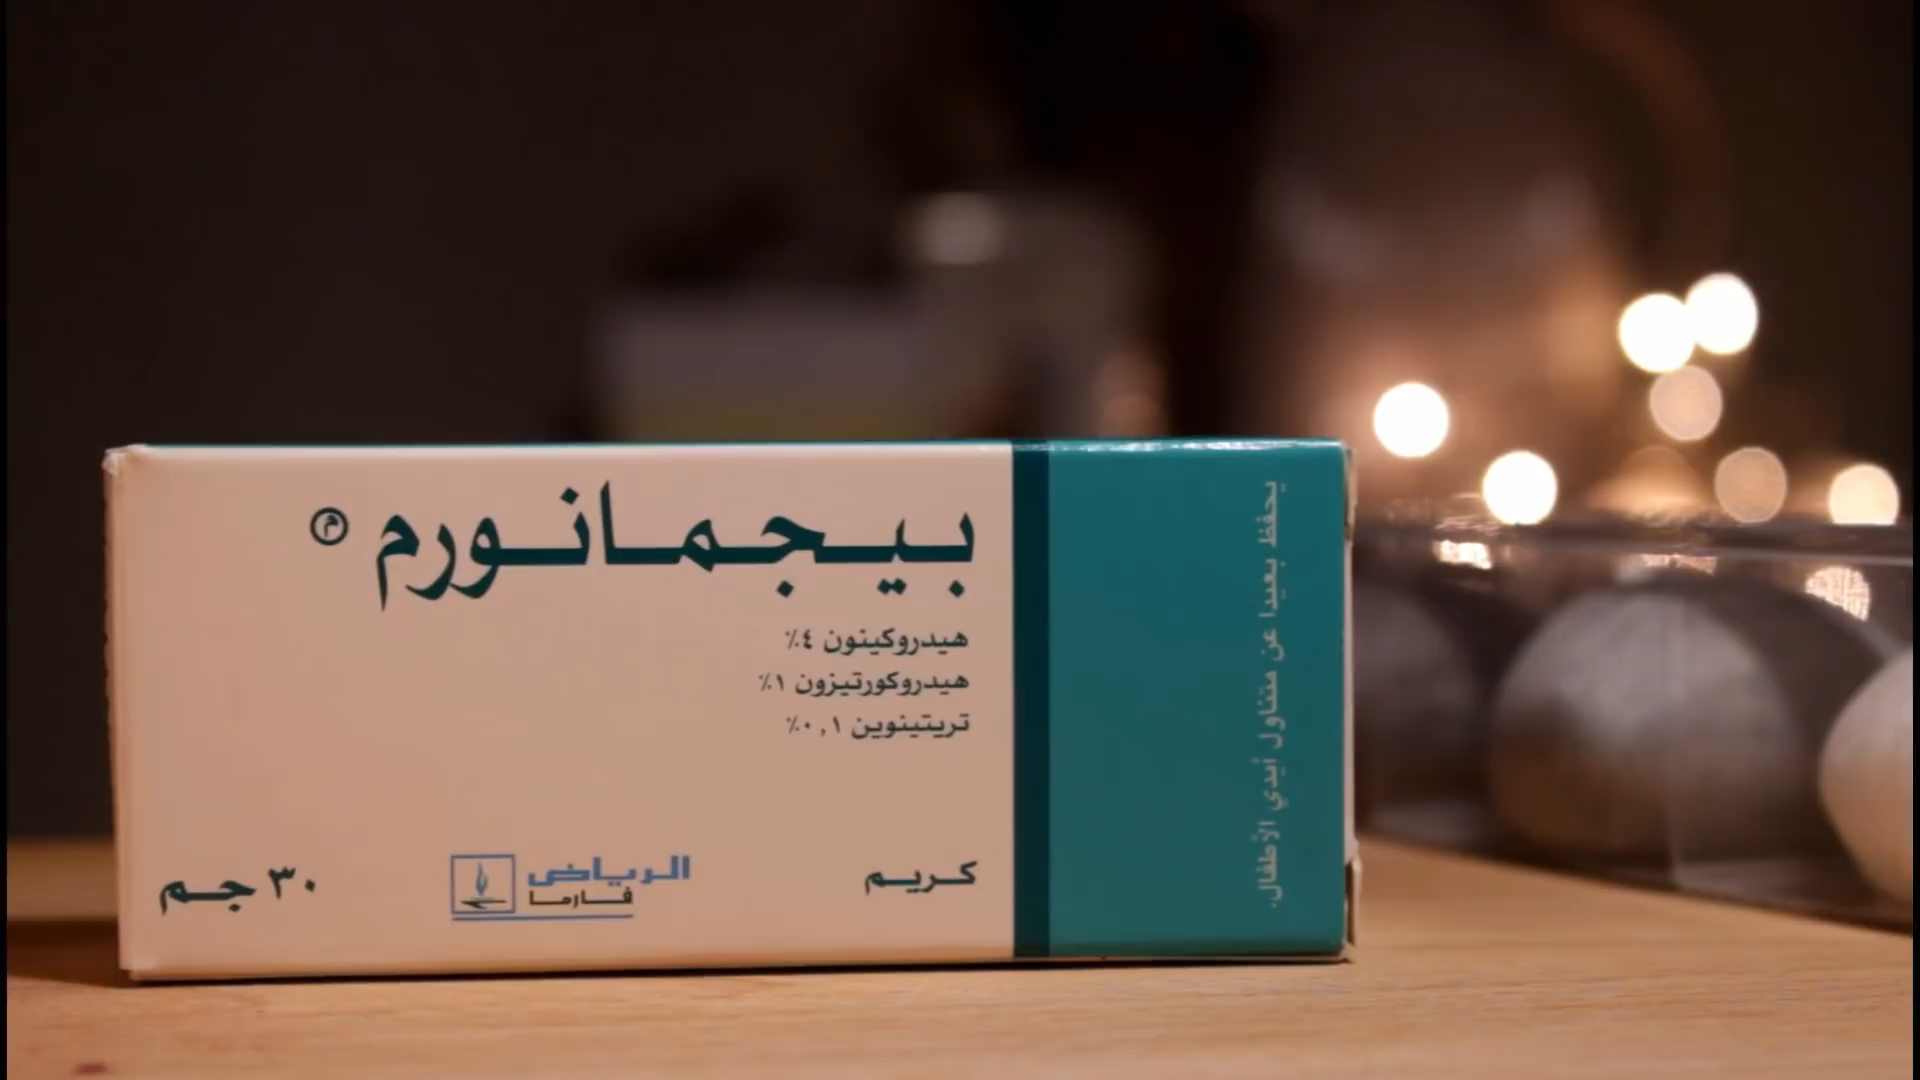 بيجمانورم م
هيدروكينون ٤٪
هيدروكورتيزون ١٪
تريتينوين ٠,١٪
كريم
الرياض
فارما
٣٠ جم
يحفظ بعيدا عن متناول أيدي الأطفال.